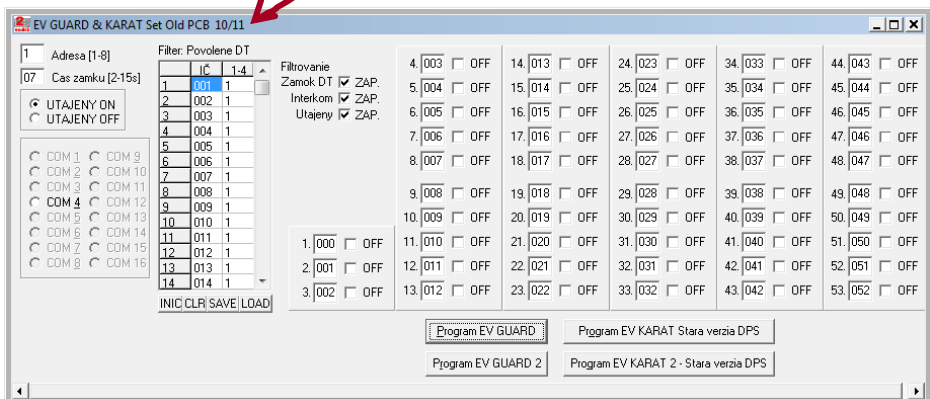 EV GUARD & KARAT Set Old PCB 10/11
1 Adresa [1-8]
07 Cas zamku [2-15s]
UTAJENY ON
UTAJENY OFF
COM 1 COM 9
COM 2 COM 10
COM 3 COM 11
COM 4 COM 12
COM 5 COM 13
COM 6 COM 14
COM 7 COM 15
COM 8 COM 16
Filter: Povolene DT
IČ 1-4
1 001 1
2 002 1
3 003 1
4 004 1
5 005 1
6 006 1
7 007 1
8 008 1
9 009 1
10 010 1
11 011 1
12 012 1
13 013 1
14 014 1
INIC CLR SAVE LOAD
Filtrovanie
Zamok DT ZAP.
Interkom ZAP.
Utajeny ZAP.
1. 000 OFF
2. 001 OFF
3. 002 OFF
4. 003 OFF
5. 004 OFF
6. 005 OFF
7. 006 OFF
8. 007 OFF
9. 008 OFF
10. 009 OFF
11. 010 OFF
12. 011 OFF
13. 012 OFF
14. 013 OFF
15. 014 OFF
16. 015 OFF
17. 016 OFF
18. 017 OFF
19. 018 OFF
20. 019 OFF
21. 020 OFF
22. 021 OFF
23. 022 OFF
24. 023 OFF
25. 024 OFF
26. 025 OFF
27. 026 OFF
28. 027 OFF
29. 028 OFF
30. 029 OFF
31. 030 OFF
32. 031 OFF
33. 032 OFF
34. 033 OFF
35. 034 OFF
36. 035 OFF
37. 036 OFF
38. 037 OFF
39. 038 OFF
40. 039 OFF
41. 040 OFF
42. 041 OFF
43. 042 OFF
44. 043 OFF
45. 044 OFF
46. 045 OFF
47. 046 OFF
48. 047 OFF
49. 048 OFF
50. 049 OFF
51. 050 OFF
52. 051 OFF
53. 052 OFF
Program EV GUARD
Program EV KARAT Stara verzia DPS
Program EV GUARD 2
Program EV KARAT 2 - Stara verzia DPS